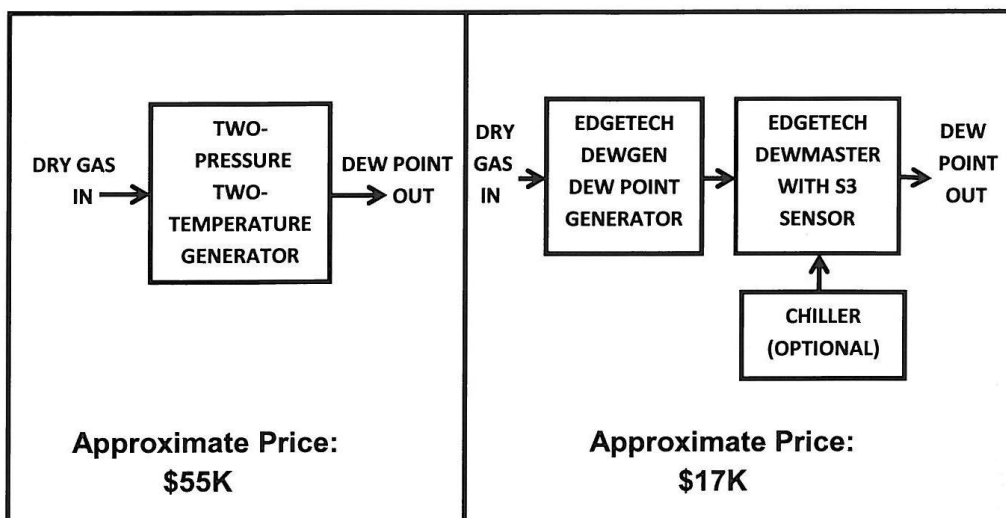 DRY GAS
IN
TWO-
PRESSURE
TWO-
TEMPERATURE
GENERATOR
DEW POINT
OUT
Approximate Price:
$55K
DRY
GAS
IN
EDGETECH
DEWGEN
DEW POINT
GENERATOR
EDGETECH
DEWMASTER
WITH S3
SENSOR
DEW
POINT
OUT
CHILLER
(OPTIONAL)
Approximate Price:
$17K